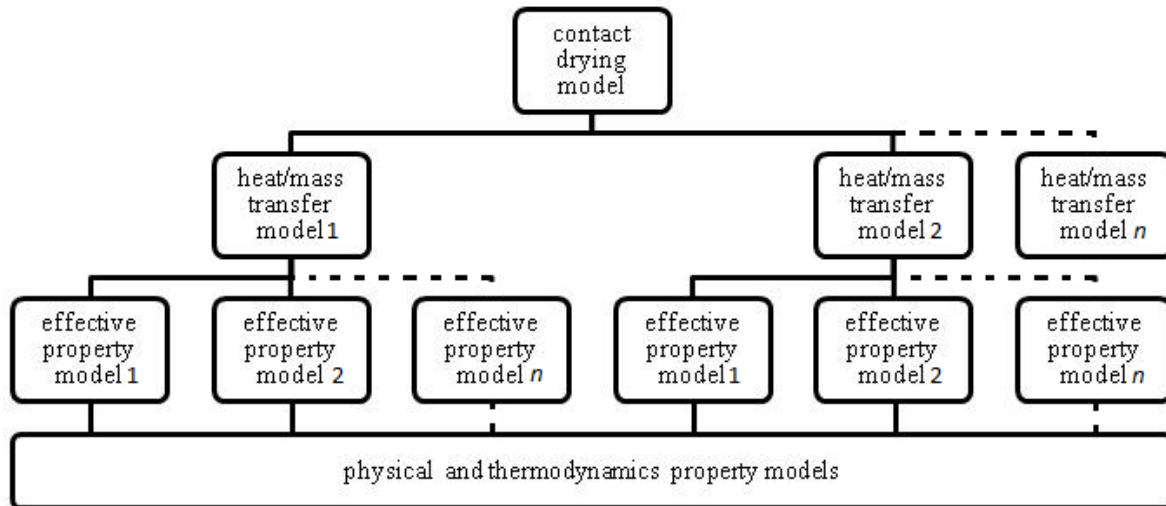 contact
drying
model
heat/mass
transfer
model 1
heat/mass
transfer
model 2
heat/mass
transfer
model n
effective
property
model 1
effective
property
model 2
effective
property
model n
effective
property
model 1
effective
property
model 2
effective
property
model n
physical and thermodynamics property models